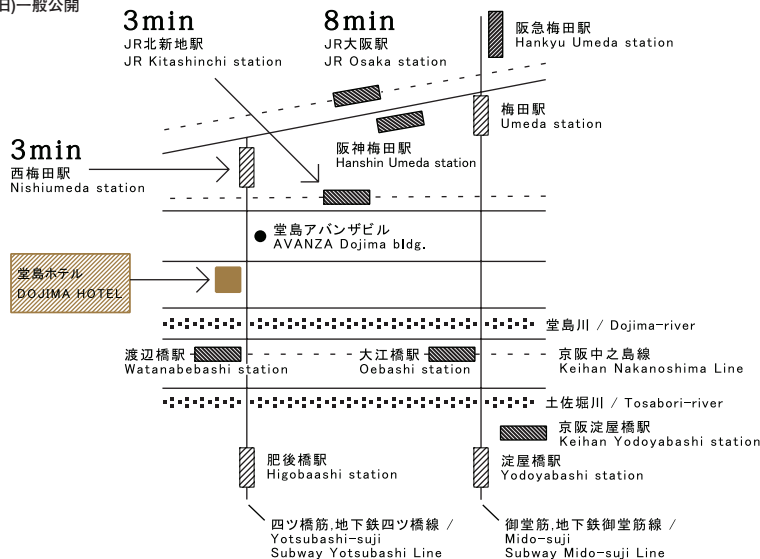 日)一般公開
3min
JR北新地駅
JR Kitashinchi station
8min
JR大阪駅
JR Osaka station
阪急梅田駅
Hankyu Umeda station
梅田駅
Umeda station
阪神梅田駅
Hanshin Umeda station
3min
西梅田駅
Nishiumeda station
堂島アバンザビル
AVANZA Dojima bldg.
堂島ホテル
DOJIMA HOTEL
堂島川 / Dojima-river
渡辺橋駅
Watanabebashi station
大江橋駅
Oebashi station
京阪中之島線
Keihan Nakanoshima Line
土佐堀川 / Tosabori-river
京阪淀屋橋駅
Keihan Yodoyabashi station
肥後橋駅
Higobaashi station
淀屋橋駅
Yodoyabashi station
四ツ橋筋,地下鉄四ツ橋線 /
Yotsubashi-suji
Subway Yotsubashi Line
御堂筋,地下鉄御堂筋線 /
Mido-suji
Subway Mido-suji Line